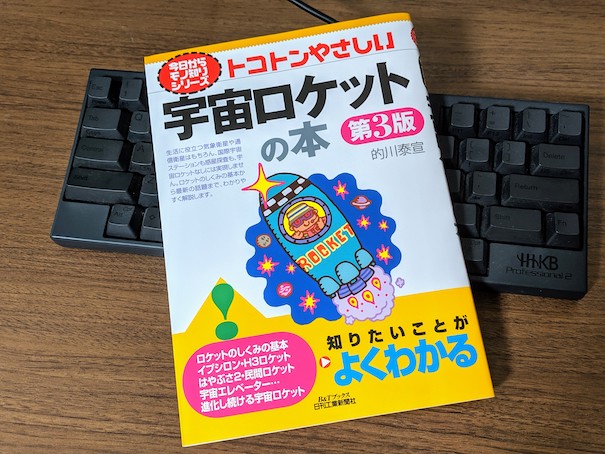 今日から
モノ知り
シリーズ
トコトンやさしい
宇宙ロケット
の本
第3版
的川泰宣
生活に役立つ気象衛星や通
信衛星はもちろん、国際宇宙
ステーションも惑星探査も、宇
宙ロケットなしには実現しませ
ん。ロケットのしくみの基本か
ら最新の話題まで、わかりや
すく解説します。
ROCKET
ロケットのしくみの基本
イプシロン・H3ロケット
はやぶさ2・民間ロケット
宇宙エレベーター…
進化し続ける宇宙ロケット
知りたいことが
よくわかる
B&Tブックス
日刊工業新聞社
HHKB
Professional 2